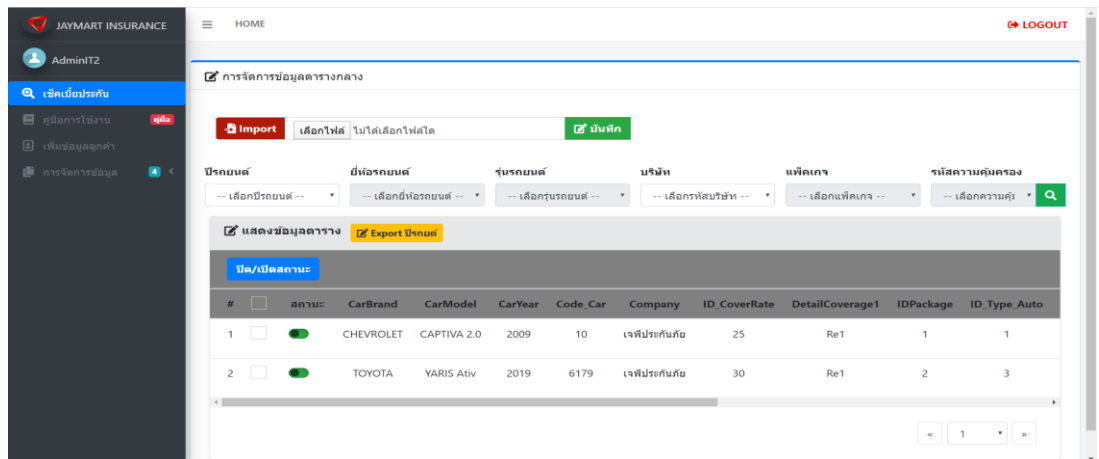 JAYMART INSURANCE
HOME
LOGOUT
AdminIT2
การจัดการข้อมูลตารางกลาง
เช็คเบี้ยประกัน
คู่มือการใช้งาน คู่มือ
เพิ่มข้อมูลลูกค้า
การจัดการข้อมูล 4
Import เลือกไฟล์ ไม่ได้เลือกไฟล์ใด บันทึก
ปีรถยนต์ ยี่ห้อรถยนต์ รุ่นรถยนต์ บริษัท แพ็คเกจ รหัสความคุ้มครอง
-- เลือกปีรถยนต์ -- -- เลือกยี่ห้อรถยนต์ -- -- เลือกรุ่นรถยนต์ -- -- เลือกรหัสบริษัท -- -- เลือกแพ็คเกจ -- -- เลือกความคุ้
แสดงข้อมูลตาราง Export ปีรถยนต์
ปิด/เปิดสถานะ
# สถานะ CarBrand CarModel CarYear Code_Car Company ID_CoverRate DetailCoverage1 IDPackage ID_Type_Auto
1 CHEVROLET CAPTIVA 2.0 2009 10 เจพีประกันภัย 25 Re1 1 1
2 TOYOTA YARIS Ativ 2019 6179 เจพีประกันภัย 30 Re1 2 3
« 1 »